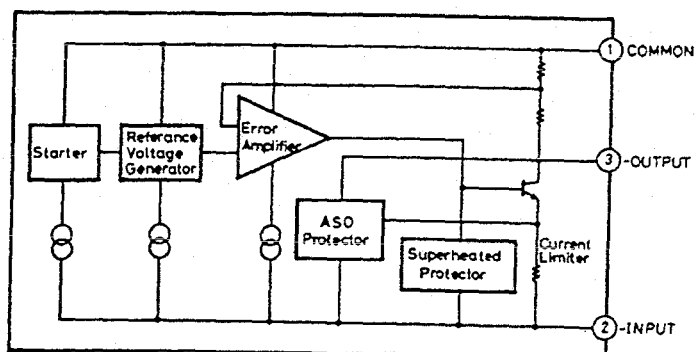 1 COMMON
Starter
Referance
Voltage
Generator
Error
Amplifier
3 -OUTPUT
ASO
Protector
Superheated
Protector
Current
Limiter
2 -INPUT